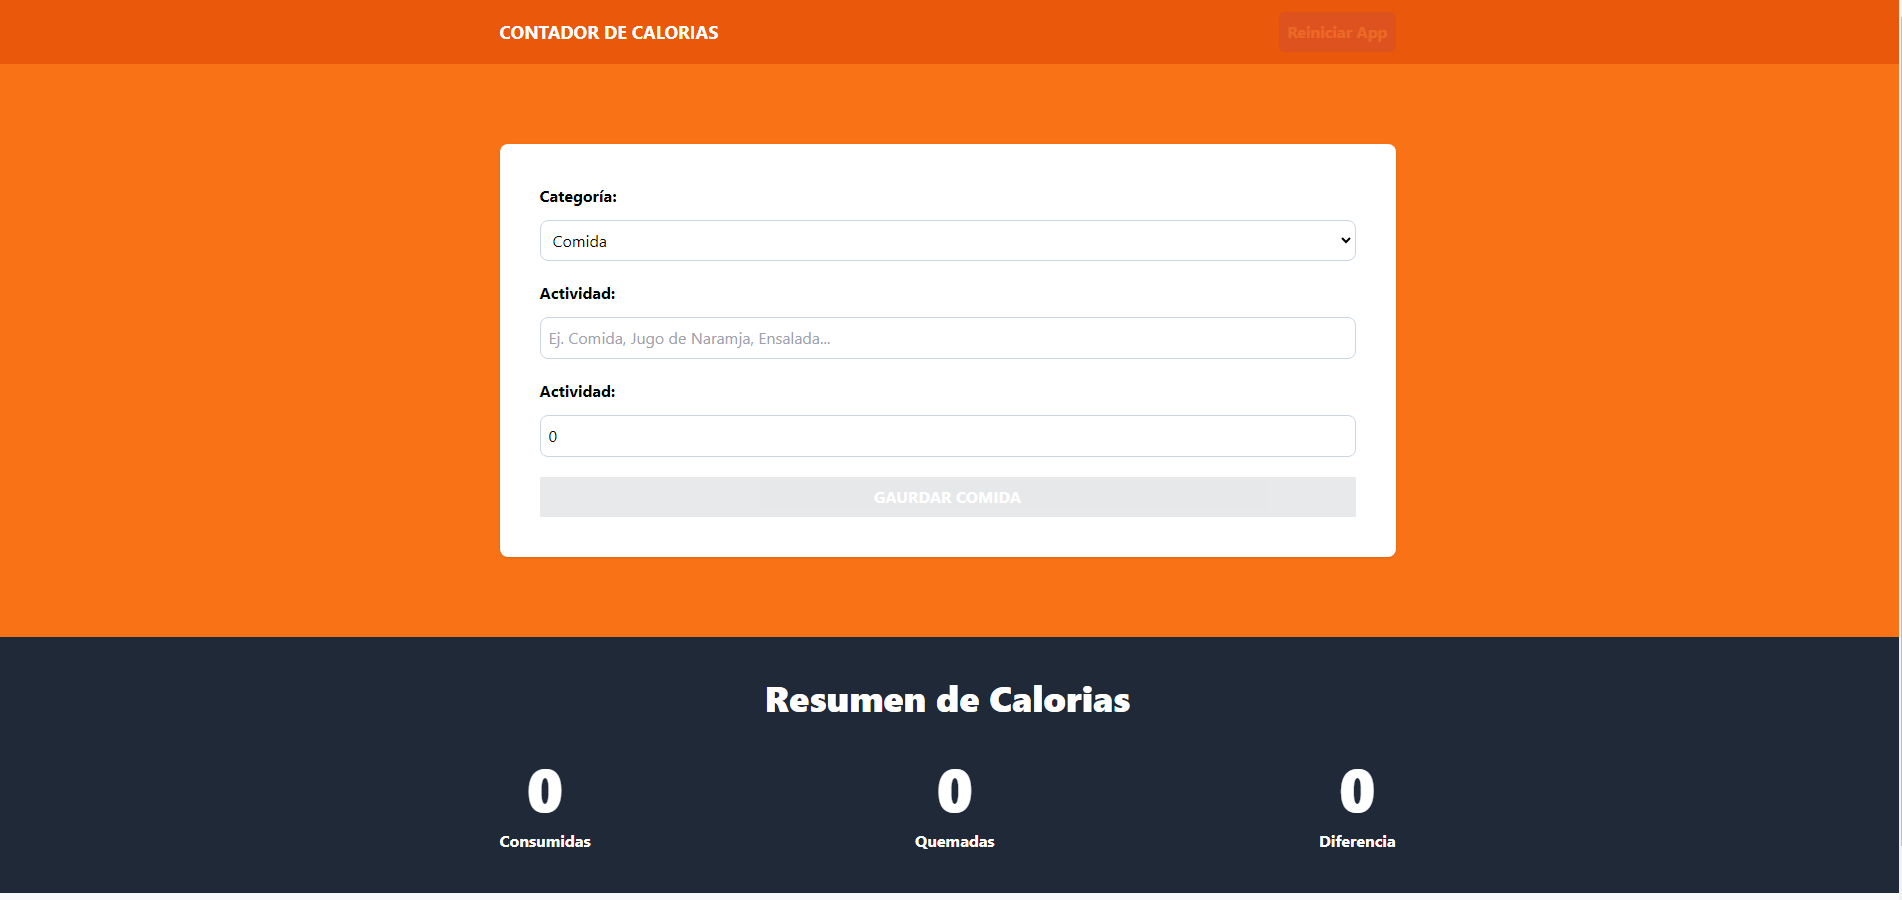 CONTADOR DE CALORIAS
Reiniciar App
Categoría:
Comida
Actividad:
Ej. Comida, Jugo de Naramja, Ensalada...
Actividad:
0
GAURDAR COMIDA
Resumen de Calorias
0 0 0
Consumidas Quemadas Diferencia